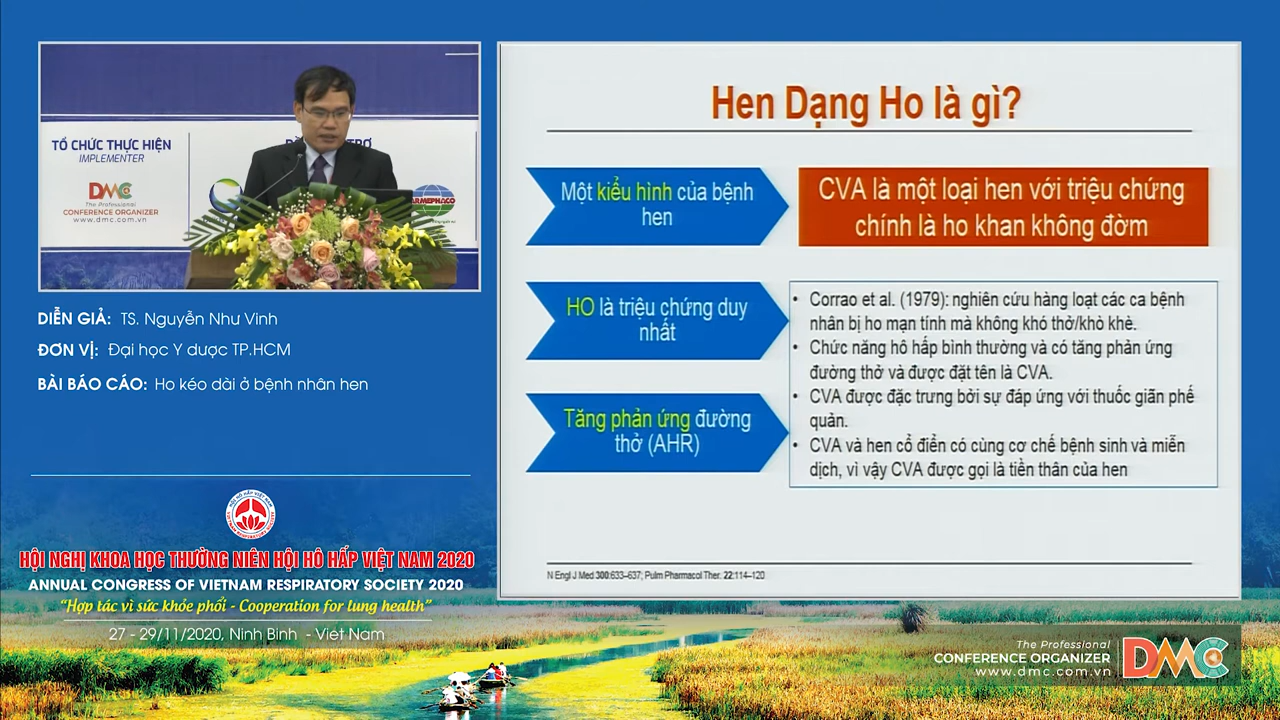 TỔ CHỨC THỰC HIỆN
IMPLEMENTER
DMC
The Professional
CONFERENCE ORGANIZER
www.dmc.com.vn
DIỄN GIẢ: TS. Nguyễn Như Vinh
ĐƠN VỊ: Đại học Y dược TP.HCM
BÀI BÁO CÁO: Ho kéo dài ở bệnh nhân hen
HỘI NGHỊ KHOA HỌC THƯỜNG NIÊN HỘI HÔ HẤP VIỆT NAM 2020
ANNUAL CONGRESS OF VIETNAM RESPIRATORY SOCIETY 2020
“Hợp tác vì sức khỏe phổi - Cooperation for lung health”
27 - 29/11/2020, Ninh Bình - Việt Nam
Hen Dạng Ho là gì?
Một kiểu hình của bệnh
hen
CVA là một loại hen với triệu chứng
chính là ho khan không đờm
HO là triệu chứng duy
nhất
Tăng phản ứng đường
thở (AHR)
• Corrao et al. (1979): nghiên cứu hàng loạt các ca bệnh
nhân bị ho mạn tính mà không khó thở/khò khè.
• Chức năng hô hấp bình thường và có tăng phản ứng
đường thở và được đặt tên là CVA.
• CVA được đặc trưng bởi sự đáp ứng với thuốc giãn phế
quản.
• CVA và hen cổ điển có cùng cơ chế bệnh sinh và miễn
dịch, vì vậy CVA được gọi là tiền thân của hen
N Engl J Med 300:633–637; Pulm Pharmacol Ther. 22:114–120
The Professional
CONFERENCE ORGANIZER
www.dmc.com.vn
DMC